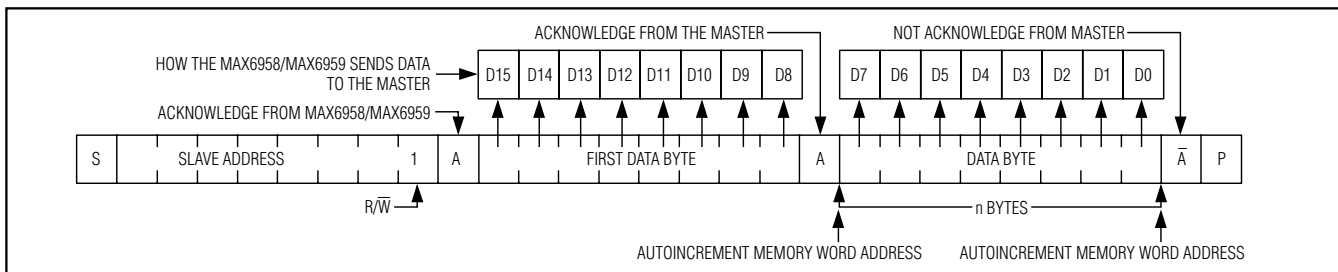 ACKNOWLEDGE FROM THE MASTER
NOT ACKNOWLEDGE FROM MASTER
HOW THE MAX6958/MAX6959 SENDS DATA
TO THE MASTER
D15 D14 D13 D12 D11 D10 D9 D8
D7 D6 D5 D4 D3 D2 D1 D0
ACKNOWLEDGE FROM MAX6958/MAX6959
S SLAVE ADDRESS 1 A FIRST DATA BYTE A DATA BYTE A̅ P
R/W̅
n BYTES
AUTOINCREMENT MEMORY WORD ADDRESS
AUTOINCREMENT MEMORY WORD ADDRESS